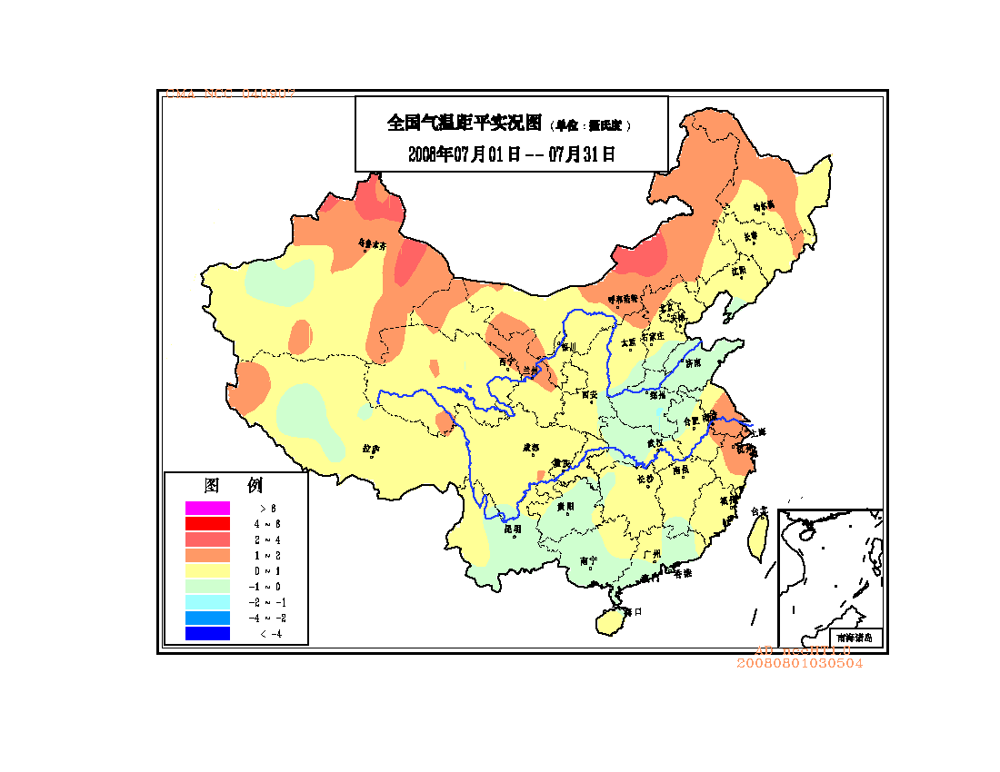 CMA NCC 040902
全国气温距平实况图 (单位:摄氏度)
2008年07月01日 -- 07月31日
哈尔滨
长春
乌鲁木齐
沈阳
呼和浩特
北京
天津
石家庄
太原
银川
济南
西宁
兰州
西安
郑州
合肥
南京
上海
拉萨
成都
武汉
杭州
重庆
南昌
长沙
贵阳
福州
台北
昆明
广州
南宁
香港
澳门
海口
图 例
> 6
4 ~ 6
2 ~ 4
1 ~ 2
0 ~ 1
-1 ~ 0
-2 ~ -1
-4 ~ -2
< -4
南海诸岛
20080801030504